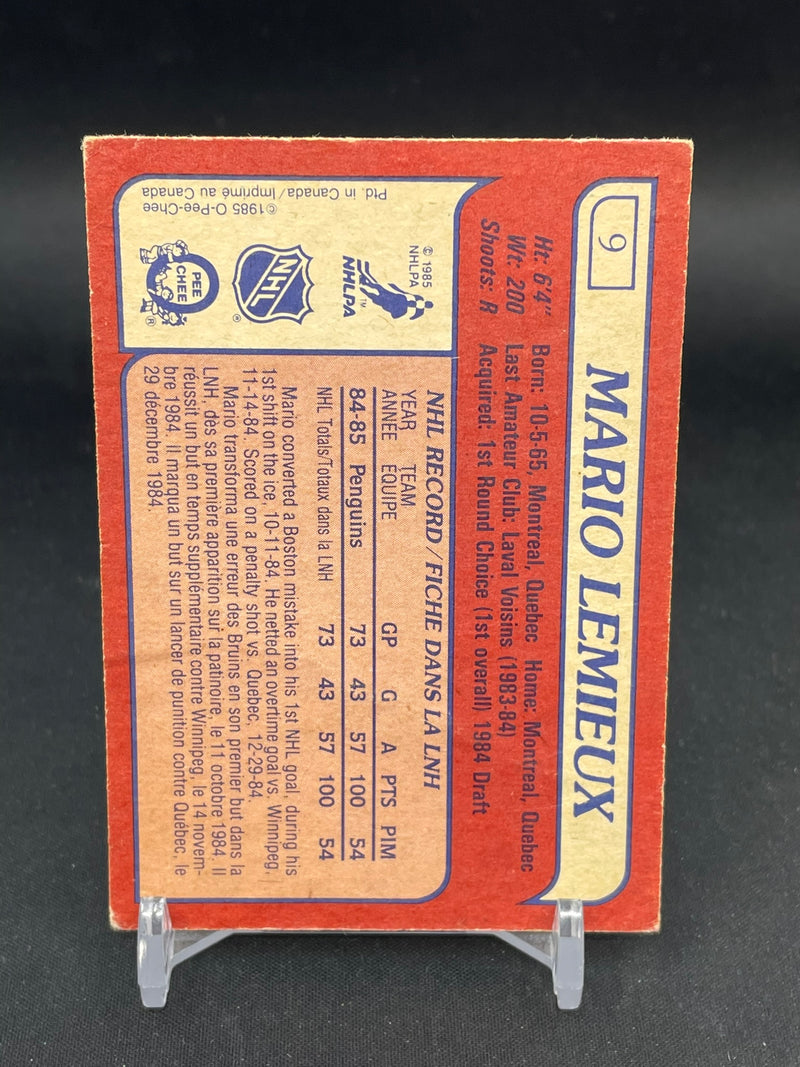 9
MARIO LEMIEUX
Ht: 6'4" Born: 10-5-65, Montreal, Quebec Home: Montreal, Quebec
Wt: 200 Last Amateur Club: Laval Voisins (1983-84)
Shoots: R Acquired: 1st Round Choice (1st overall) 1984 Draft
© 1985
NHLPA
NHLPA
TM
NHL
®
O
PEE
CHEE
®
©1985 O-Pee-Chee
Ptd. in Canada/Imprimé au Canada
NHL RECORD / FICHE DANS LA LNH
YEAR TEAM
ANNÉE ÉQUIPE GP G A PTS PIM
84-85 Penguins 73 43 57 100 54
NHL Totals/Totaux dans la LNH 73 43 57 100 54
Mario converted a Boston mistake into his 1st NHL goal, during his
1st shift on the ice, 10-11-84. He netted an overtime goal vs. Winnipeg,
11-14-84. Scored on a penalty shot vs. Quebec, 12-29-84.
Mario transforma une erreur des Bruins en son premier but dans la
LNH, dès sa première apparition sur la patinoire, le 11 octobre 1984. Il
réussit un but en temps supplémentaire contre Winnipeg, le 14 novem-
bre 1984. Il marqua un but sur un lancer de punition contre Québec, le
29 décembre 1984.